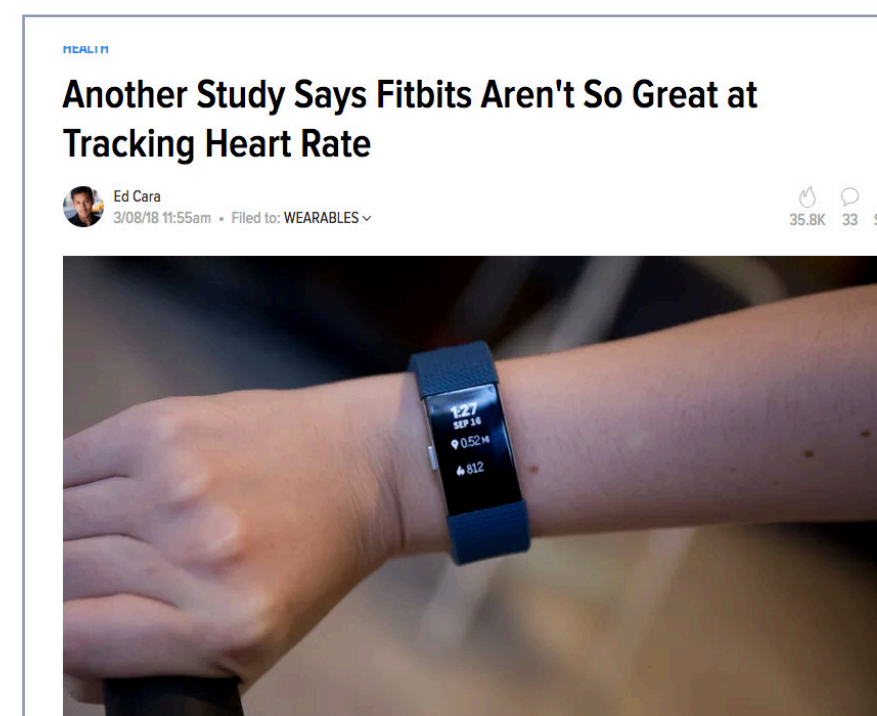 HEALTH
Another Study Says Fitbits Aren't So Great at
Tracking Heart Rate
Ed Cara
3/08/18 11:55am • Filed to: WEARABLES
35.8K 33
1:27
SEP 16
0.52 MI
812